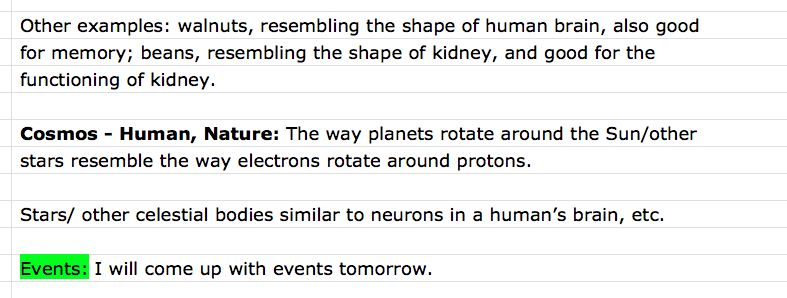 Other examples: walnuts, resembling the shape of human brain, also good
for memory; beans, resembling the shape of kidney, and good for the
functioning of kidney.
Cosmos - Human, Nature: The way planets rotate around the Sun/other
stars resemble the way electrons rotate around protons.
Stars/ other celestial bodies similar to neurons in a human’s brain, etc.
Events: I will come up with events tomorrow.